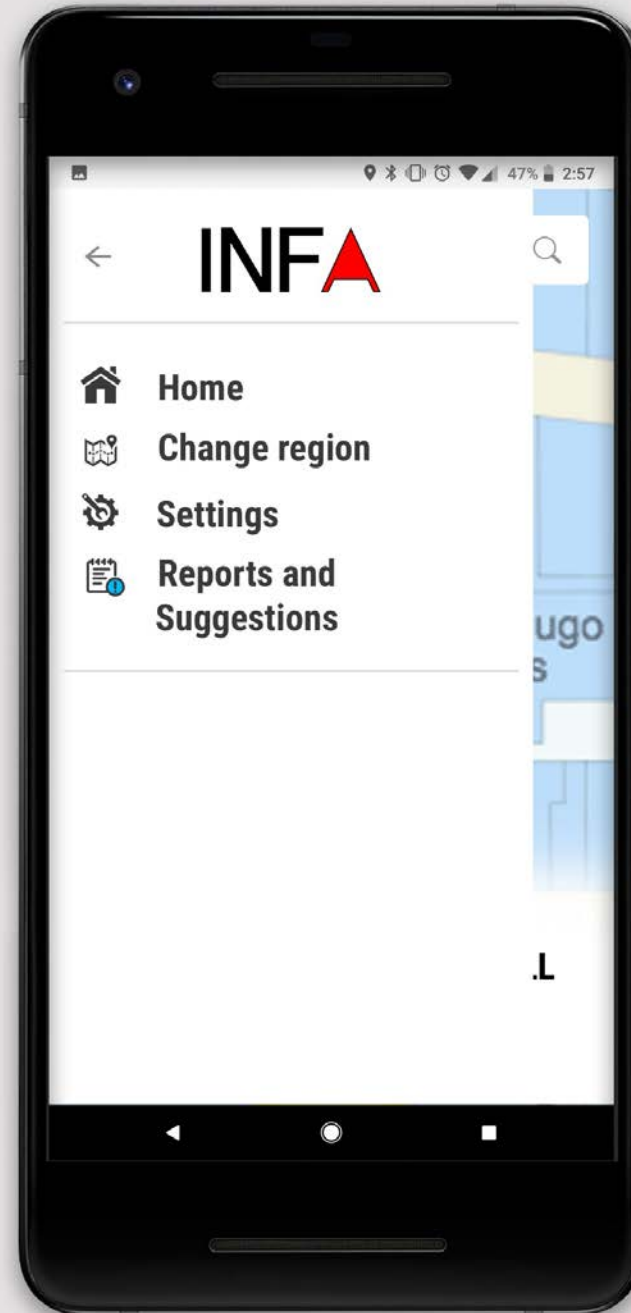 47% 2:57
INFA
Home
Change region
Settings
Reports and
Suggestions
ugo
s
.L